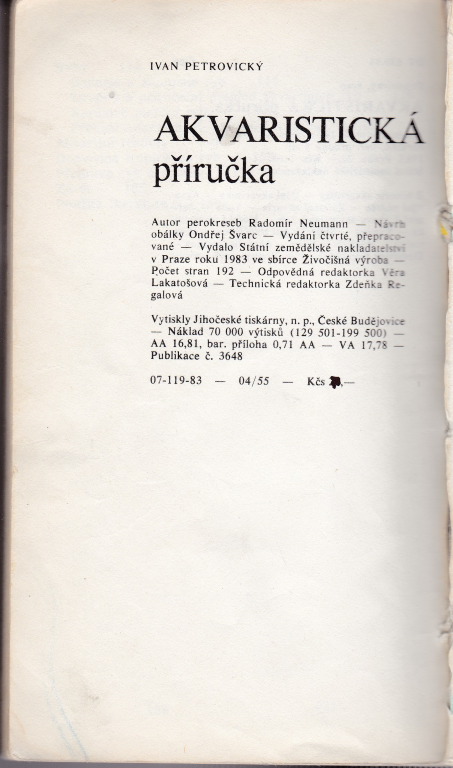 IVAN PETROVICKÝ
AKVARISTICKÁ
příručka
Autor perokreseb Radomír Neumann — Návrh
obálky Ondřej Švarc — Vydání čtvrté, přepraco-
vané — Vydalo Státní zemědělské nakladatelství
v Praze roku 1983 ve sbírce Živočišná výroba —
Počet stran 192 — Odpovědná redaktorka Věra
Lakatošová — Technická redaktorka Zdeňka Re-
galová
Vytiskly Jihočeské tiskárny, n. p., České Budějovice
— Náklad 70 000 výtisků (129 501-199 500) —
AA 16,81, bar. příloha 0,71 AA — VA 17,78 —
Publikace č. 3648
07-119-83 — 04/55 — Kčs ,—